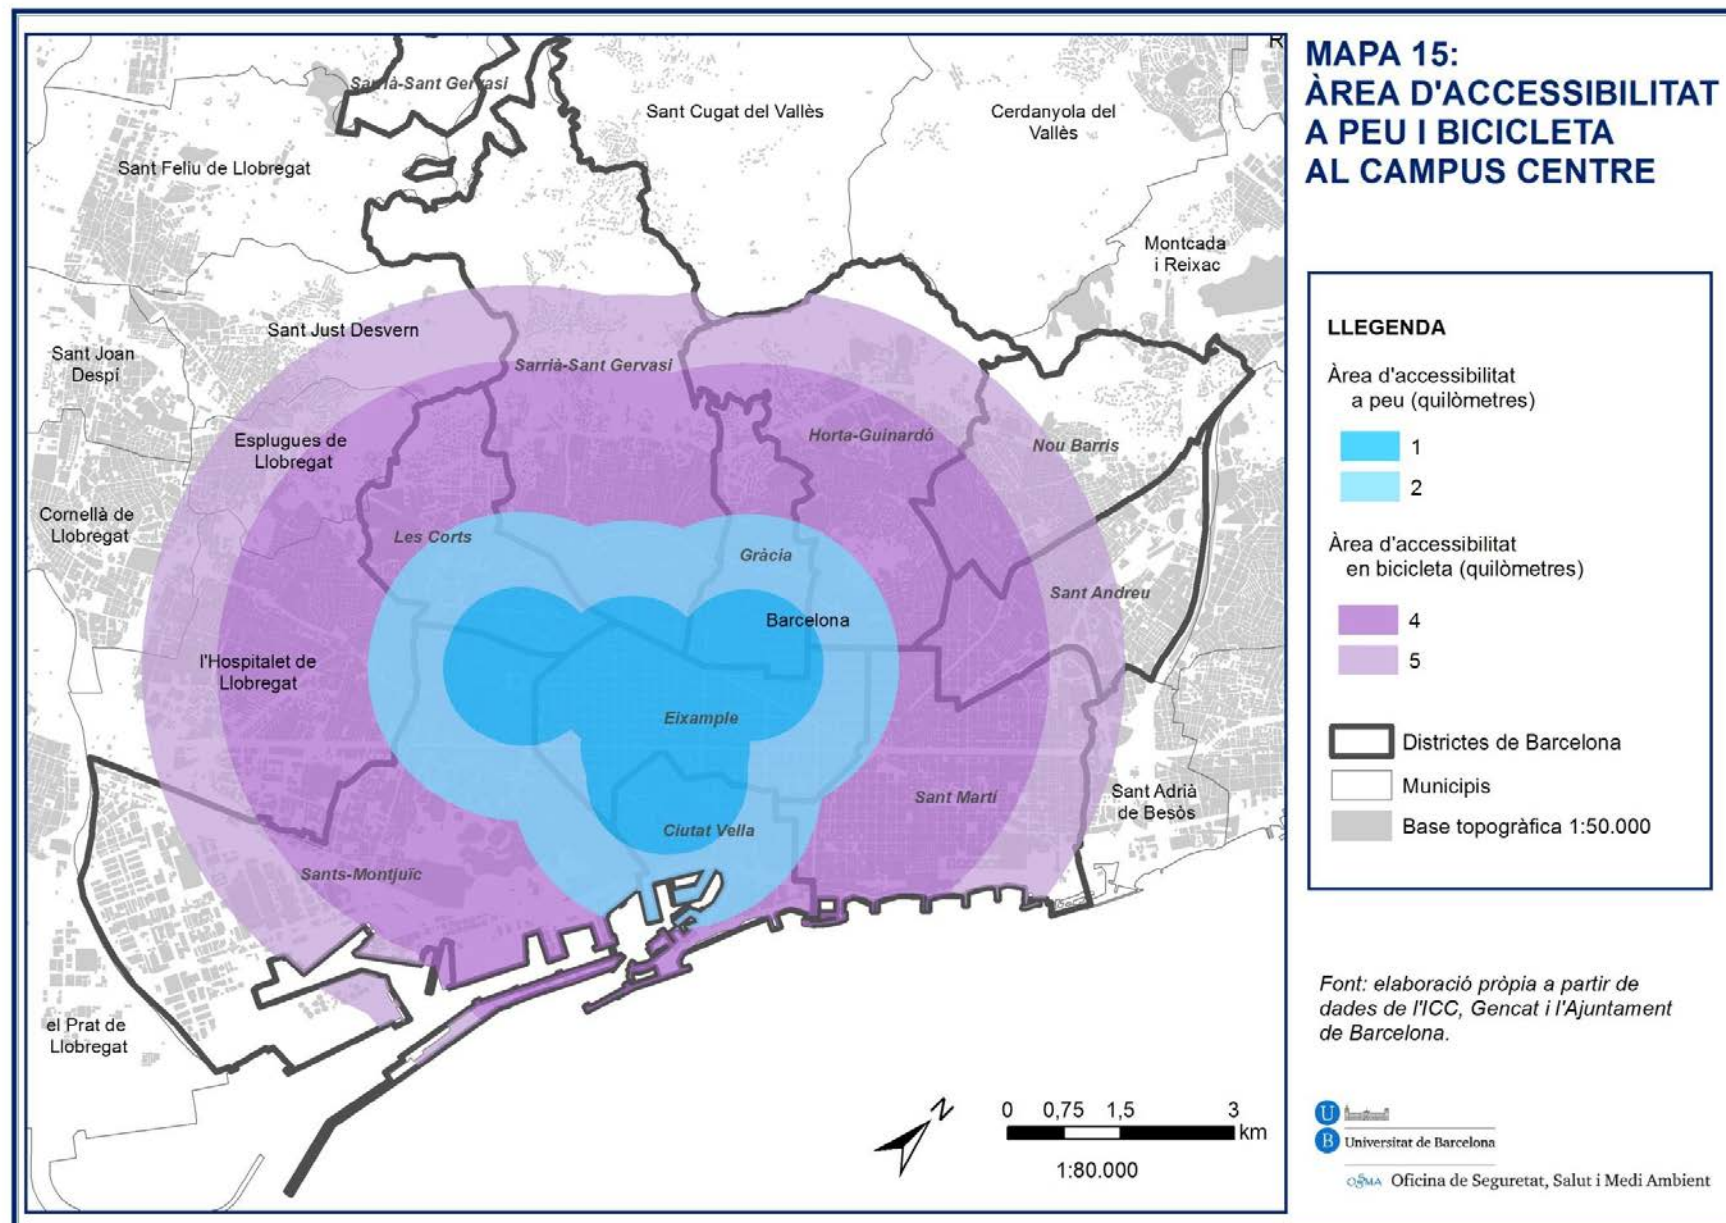 MAPA 15:
ÀREA D'ACCESSIBILITAT
A PEU I BICICLETA
AL CAMPUS CENTRE
R
Sarrià-Sant Gervasi
Sant Cugat del Vallès
Cerdanyola del
Vallès
Sant Feliu de Llobregat
Montcada
i Reixac
Sant Just Desvern
Sant Joan
Despí
Sarrià-Sant Gervasi
Esplugues de
Llobregat
Horta-Guinardó
Nou Barris
Cornellà de
Llobregat
Les Corts
Gràcia
Sant Andreu
Barcelona
l'Hospitalet de
Llobregat
Eixample
Sant Martí
Sant Adrià
de Besòs
Ciutat Vella
Sants-Montjuïc
el Prat de
Llobregat
N
0 0,75 1,5 3
km
1:80.000
LLEGENDA
Àrea d'accessibilitat
a peu (quilòmetres)
1
2
Àrea d'accessibilitat
en bicicleta (quilòmetres)
4
5
Districtes de Barcelona
Municipis
Base topogràfica 1:50.000
Font: elaboració pròpia a partir de
dades de l'ICC, Gencat i l'Ajuntament
de Barcelona.
U
B Universitat de Barcelona
OSSMA Oficina de Seguretat, Salut i Medi Ambient